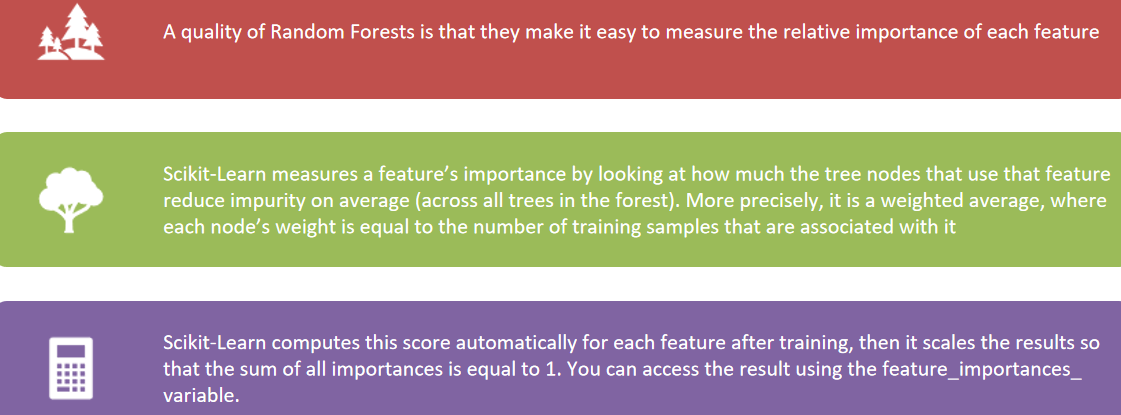 A quality of Random Forests is that they make it easy to measure the relative importance of each feature
Scikit-Learn measures a feature’s importance by looking at how much the tree nodes that use that feature
reduce impurity on average (across all trees in the forest). More precisely, it is a weighted average, where
each node’s weight is equal to the number of training samples that are associated with it
Scikit-Learn computes this score automatically for each feature after training, then it scales the results so
that the sum of all importances is equal to 1. You can access the result using the feature_importances_
variable.